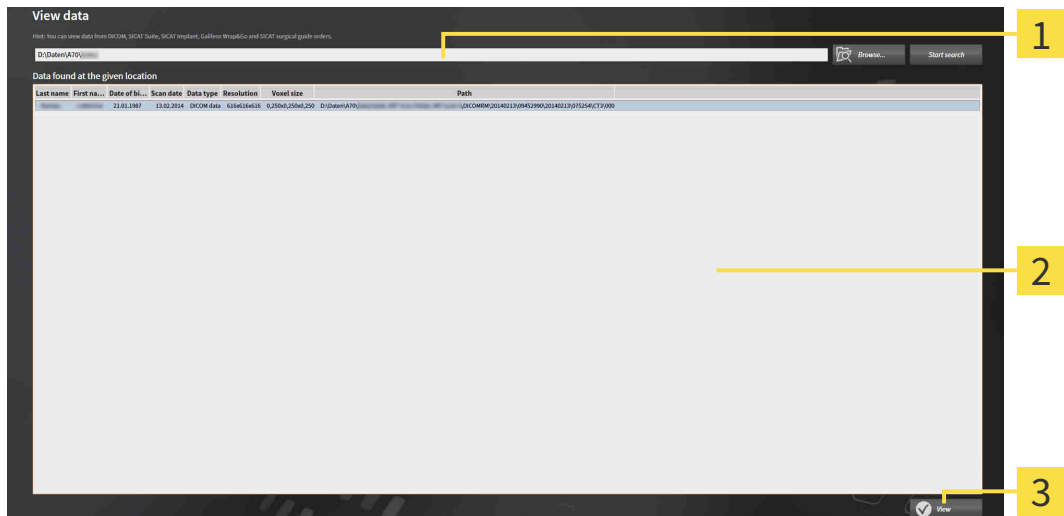 View data
Hint: You can view data from DICOM, SICAT Suite, SICAT Implant, Galileos Wrap&Go and SICAT surgical guide orders.
1
D:\Daten\A70\
Browse...
Start search
Data found at the given location
Last name First na... Date of bi... Scan date Data type Resolution Voxel size Path
21.01.1987 13.02.2014 DICOM data 616x616x616 0,250x0,250x0,250 D:\Daten\A70\ \DICOMRM\20140213\09452990\20140213\075254\CT3\000
2
3
View